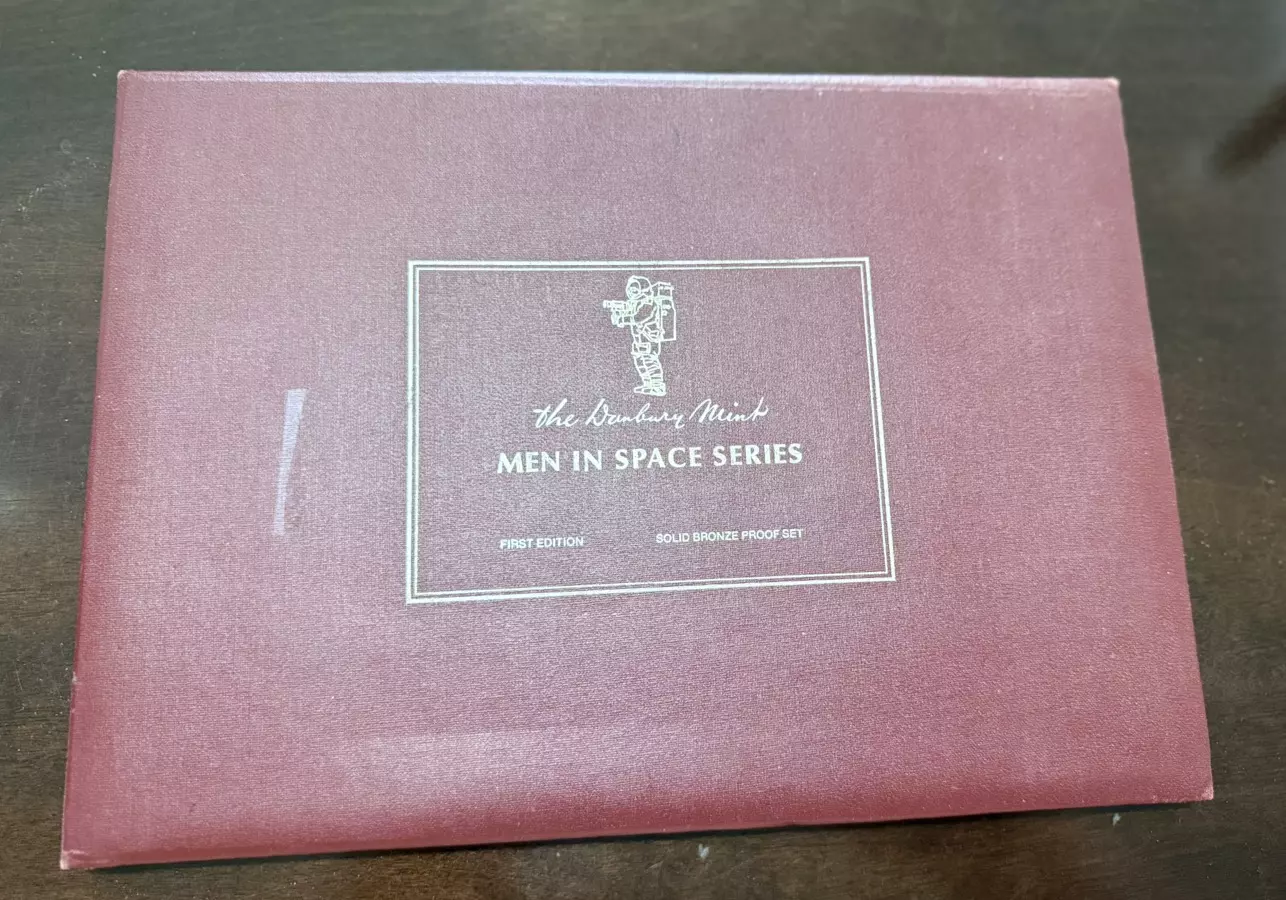 the Danbury Mint
MEN IN SPACE SERIES
FIRST EDITION SOLID BRONZE PROOF SET